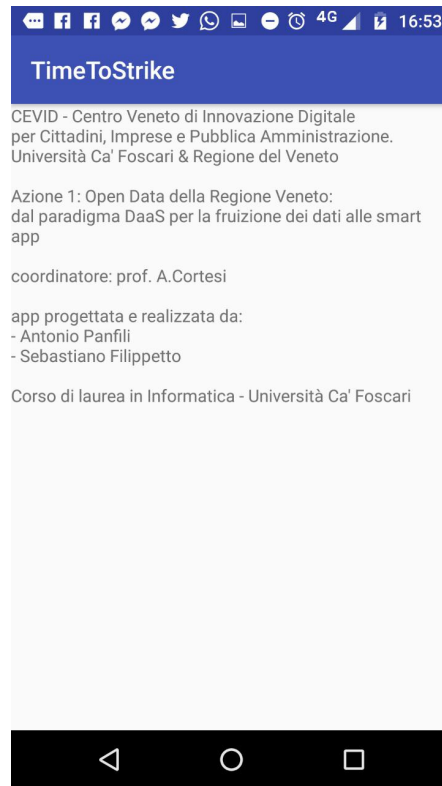 4G 16:53
TimeToStrike
CEVID - Centro Veneto di Innovazione Digitale
per Cittadini, Imprese e Pubblica Amministrazione.
Università Ca' Foscari & Regione del Veneto
Azione 1: Open Data della Regione Veneto:
dal paradigma DaaS per la fruizione dei dati alle smart
app
coordinatore: prof. A.Cortesi
app progettata e realizzata da:
- Antonio Panfili
- Sebastiano Filippetto
Corso di laurea in Informatica - Università Ca' Foscari